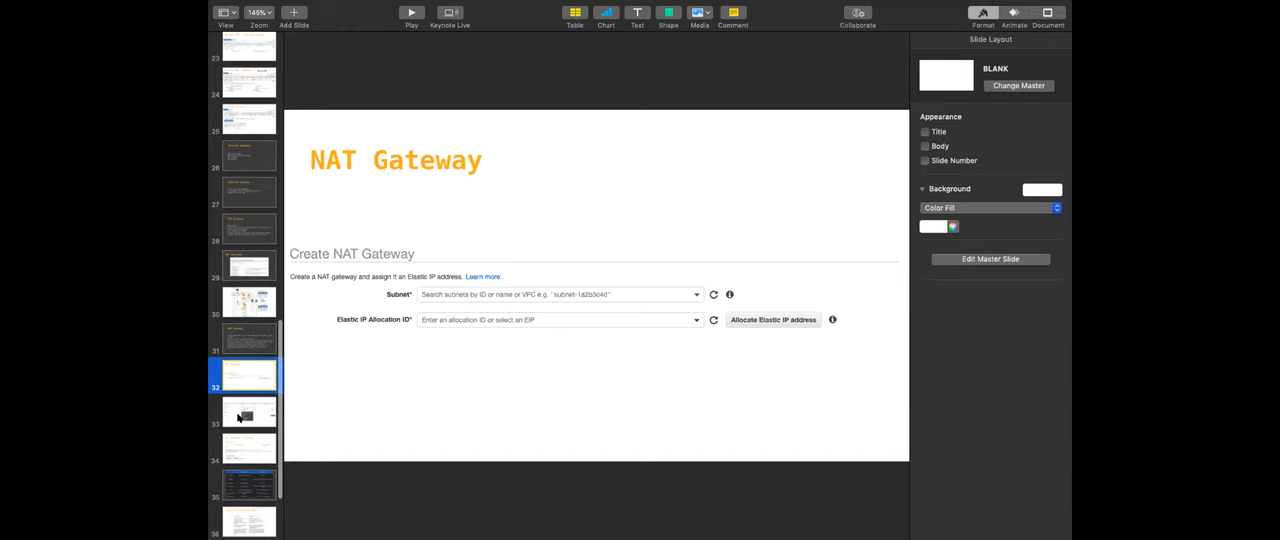 145%
View
Zoom
Add Slide
Play
Keynote Live
Table
Chart
Text
Shape
Media
Comment
Collaborate
Format
Animate
Document
23
24
25
26
27
28
29
30
31
32
33
34
35
36
NAT Gateway
Create NAT Gateway
Create a NAT gateway and assign it an Elastic IP address. Learn more.
Subnet* Search subnets by ID or name or VPC e.g. "subnet-1a2b3c4d"
Elastic IP Allocation ID* Enter an allocation ID or select an EIP Allocate Elastic IP address
Slide Layout
BLANK
Change Master
Appearance
Title
Body
Slide Number
Background
Color Fill
Edit Master Slide